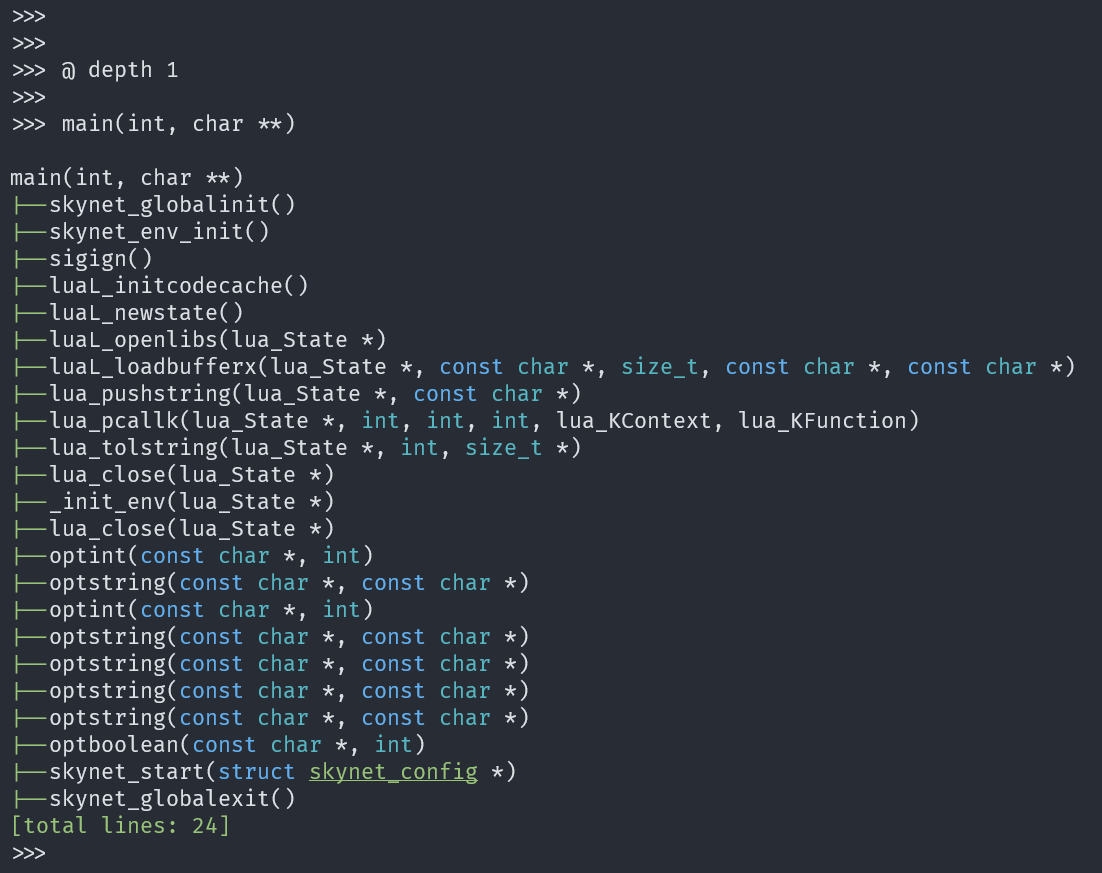 >>>
>>>
>>> @ depth 1
>>>
>>> main(int, char **)

main(int, char **)
├──skynet_globalinit()
├──skynet_env_init()
├──sigign()
├──luaL_initcodecache()
├──luaL_newstate()
├──luaL_openlibs(lua_State *)
├──luaL_loadbufferx(lua_State *, const char *, size_t, const char *, const char *)
├──lua_pushstring(lua_State *, const char *)
├──lua_pcallk(lua_State *, int, int, int, lua_KContext, lua_KFunction)
├──lua_tolstring(lua_State *, int, size_t *)
├──lua_close(lua_State *)
├──_init_env(lua_State *)
├──lua_close(lua_State *)
├──optint(const char *, int)
├──optstring(const char *, const char *)
├──optint(const char *, int)
├──optstring(const char *, const char *)
├──optstring(const char *, const char *)
├──optstring(const char *, const char *)
├──optstring(const char *, const char *)
├──optboolean(const char *, int)
├──skynet_start(struct skynet_config *)
├──skynet_globalexit()
[total lines: 24]
>>>